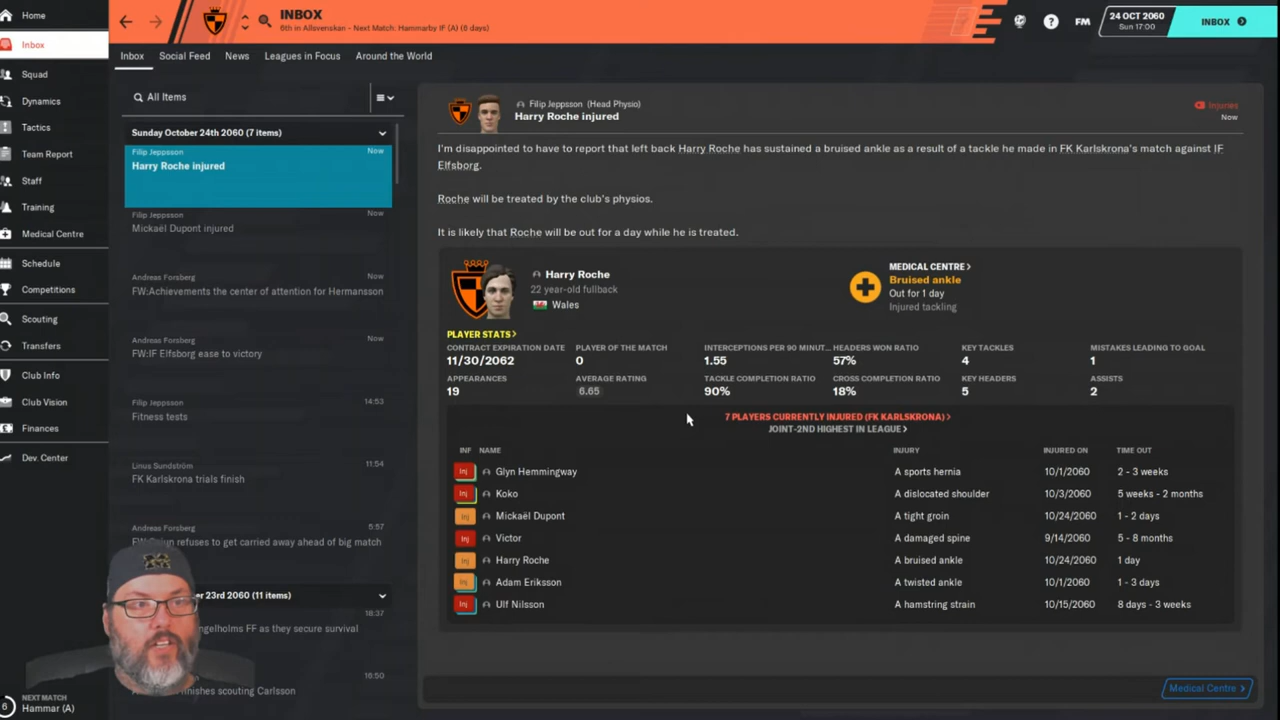 Home
Inbox
Squad
Dynamics
Tactics
Team Report
Staff
Training
Medical Centre
Schedule
Competitions
Scouting
Transfers
Club Info
Club Vision
Finances
Dev. Center
NEXT MATCH
Hammar (A)
6
INBOX
8th in Allsvenskan - Next Match: Hammarby IF (A) (6 days)
?
FM
24 OCT 2060
Sun 17:00
INBOX
Inbox
Social Feed
News
Leagues in Focus
Around the World
All Items
Sunday October 24th 2060 (7 items)
Filip Jeppsson Now
Harry Roche injured
Filip Jeppsson Now
Mickaël Dupont injured
Andreas Forsberg Now
FW:Achievements the center of attention for Hermansson
Andreas Forsberg Now
FW:IF Elfsborg ease to victory
Filip Jeppsson 14:53
Fitness tests
Linus Sundström 11:54
FK Karlskrona trials finish
Andreas Forsberg 5:57
refuses to get carried away ahead of big match
er 23rd 2060 (11 items)
18:37
ngelholms FF as they secure survival
16:50
finishes scouting Carlsson
Filip Jeppsson (Head Physio)
Harry Roche injured
Injuries
Now
I'm disappointed to have to report that left back Harry Roche has sustained a bruised ankle as a result of a tackle he made in FK Karlskrona's match against IF
Elfsborg.
Roche will be treated by the club's physios.
It is likely that Roche will be out for a day while he is treated.
Harry Roche
22 year-old fullback
Wales
MEDICAL CENTRE>
Bruised ankle
Out for 1 day
Injured tackling
PLAYER STATS>
CONTRACT EXPIRATION DATE PLAYER OF THE MATCH INTERCEPTIONS PER 90 MINUT... HEADERS WON RATIO KEY TACKLES MISTAKES LEADING TO GOAL
11/30/2062 0 1.55 57% 4 1
APPEARANCES AVERAGE RATING TACKLE COMPLETION RATIO CROSS COMPLETION RATIO KEY HEADERS ASSISTS
19 6.65 90% 18% 5 2
7 PLAYERS CURRENTLY INJURED (FK KARLSKRONA)>
JOINT-2ND HIGHEST IN LEAGUE>
INF NAME INJURY INJURED ON TIME OUT
Inj Glyn Hemmingway A sports hernia 10/1/2060 2 - 3 weeks
Inj Koko A dislocated shoulder 10/3/2060 5 weeks - 2 months
Inj Mickaël Dupont A tight groin 10/24/2060 1 - 2 days
Inj Victor A damaged spine 9/14/2060 5 - 8 months
Inj Harry Roche A bruised ankle 10/24/2060 1 day
Inj Adam Eriksson A twisted ankle 10/1/2060 1 - 3 days
Inj Ulf Nilsson A hamstring strain 10/15/2060 8 days - 3 weeks
Medical Centre >